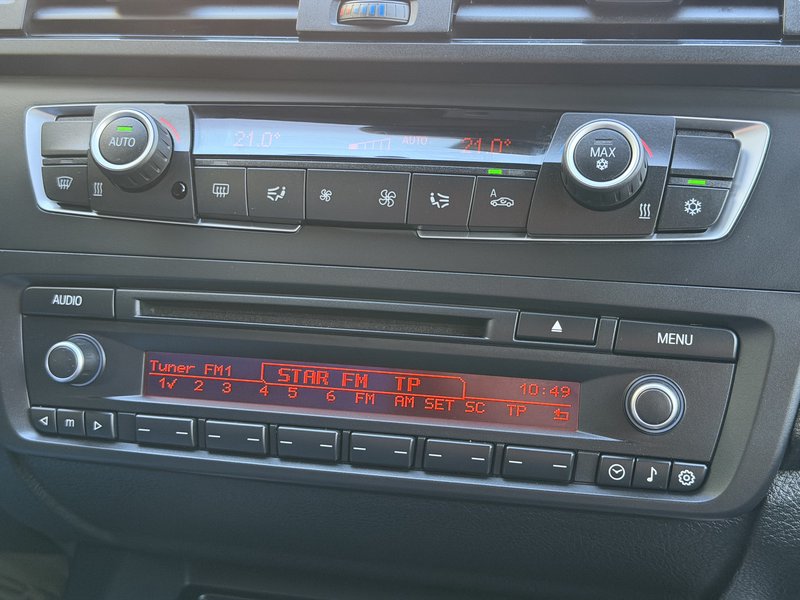 AUTO
21.0°
AUTO
21.0°
MAX
A
AUDIO
MENU
Tuner FM1
STAR FM TP
10:49
1✓ 2 3 4 5 6 FM AM SET SC TP
m